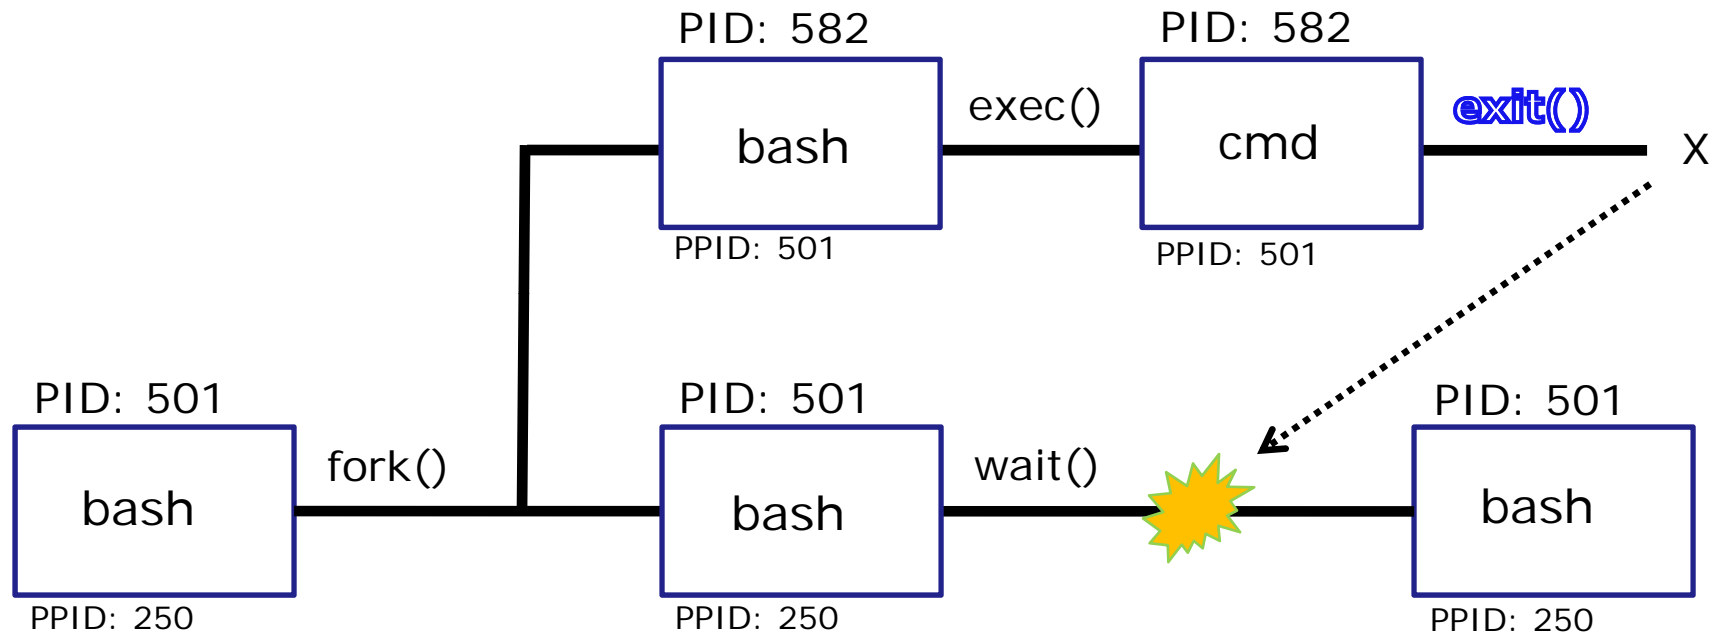 PID: 582
PID: 582
bash
exec()
cmd
exit()
X
PPID: 501
PPID: 501
PID: 501
PID: 501
PID: 501
bash
fork()
bash
wait()
bash
PPID: 250
PPID: 250
PPID: 250